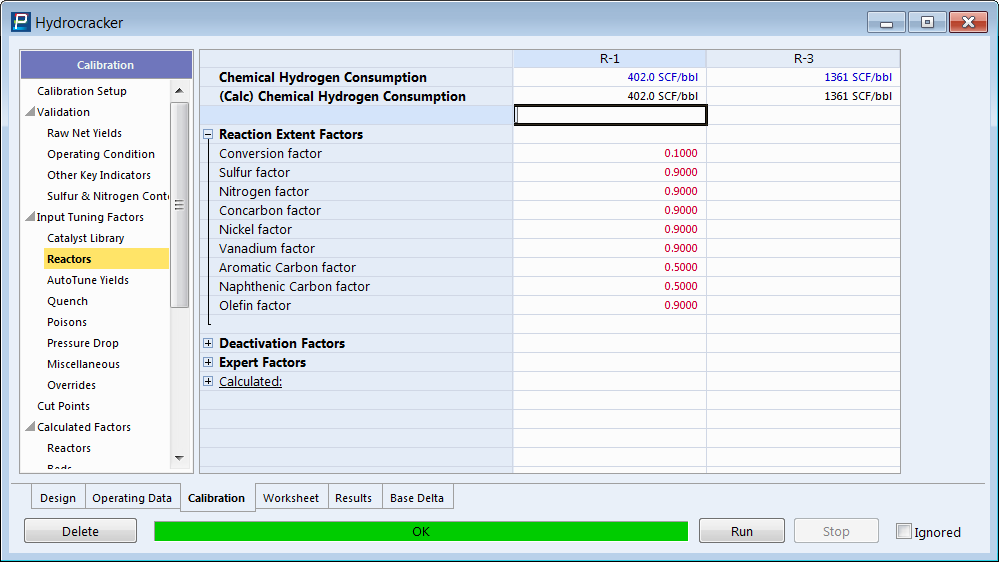 Hydrocracker
Calibration
Calibration Setup
Validation
Raw Net Yields
Operating Condition
Other Key Indicators
Sulfur & Nitrogen Conte
Input Tuning Factors
Catalyst Library
Reactors
AutoTune Yields
Quench
Poisons
Pressure Drop
Miscellaneous
Overrides
Cut Points
Calculated Factors
Reactors
Beds
R-1 R-3
Chemical Hydrogen Consumption 402.0 SCF/bbl 1361 SCF/bbl
(Calc) Chemical Hydrogen Consumption 402.0 SCF/bbl 1361 SCF/bbl
Reaction Extent Factors
Conversion factor 0.1000
Sulfur factor 0.9000
Nitrogen factor 0.9000
Concarbon factor 0.9000
Nickel factor 0.9000
Vanadium factor 0.9000
Aromatic Carbon factor 0.5000
Naphthenic Carbon factor 0.5000
Olefin factor 0.9000
Deactivation Factors
Expert Factors
Calculated:
Design Operating Data Calibration Worksheet Results Base Delta
Delete OK Run Stop Ignored